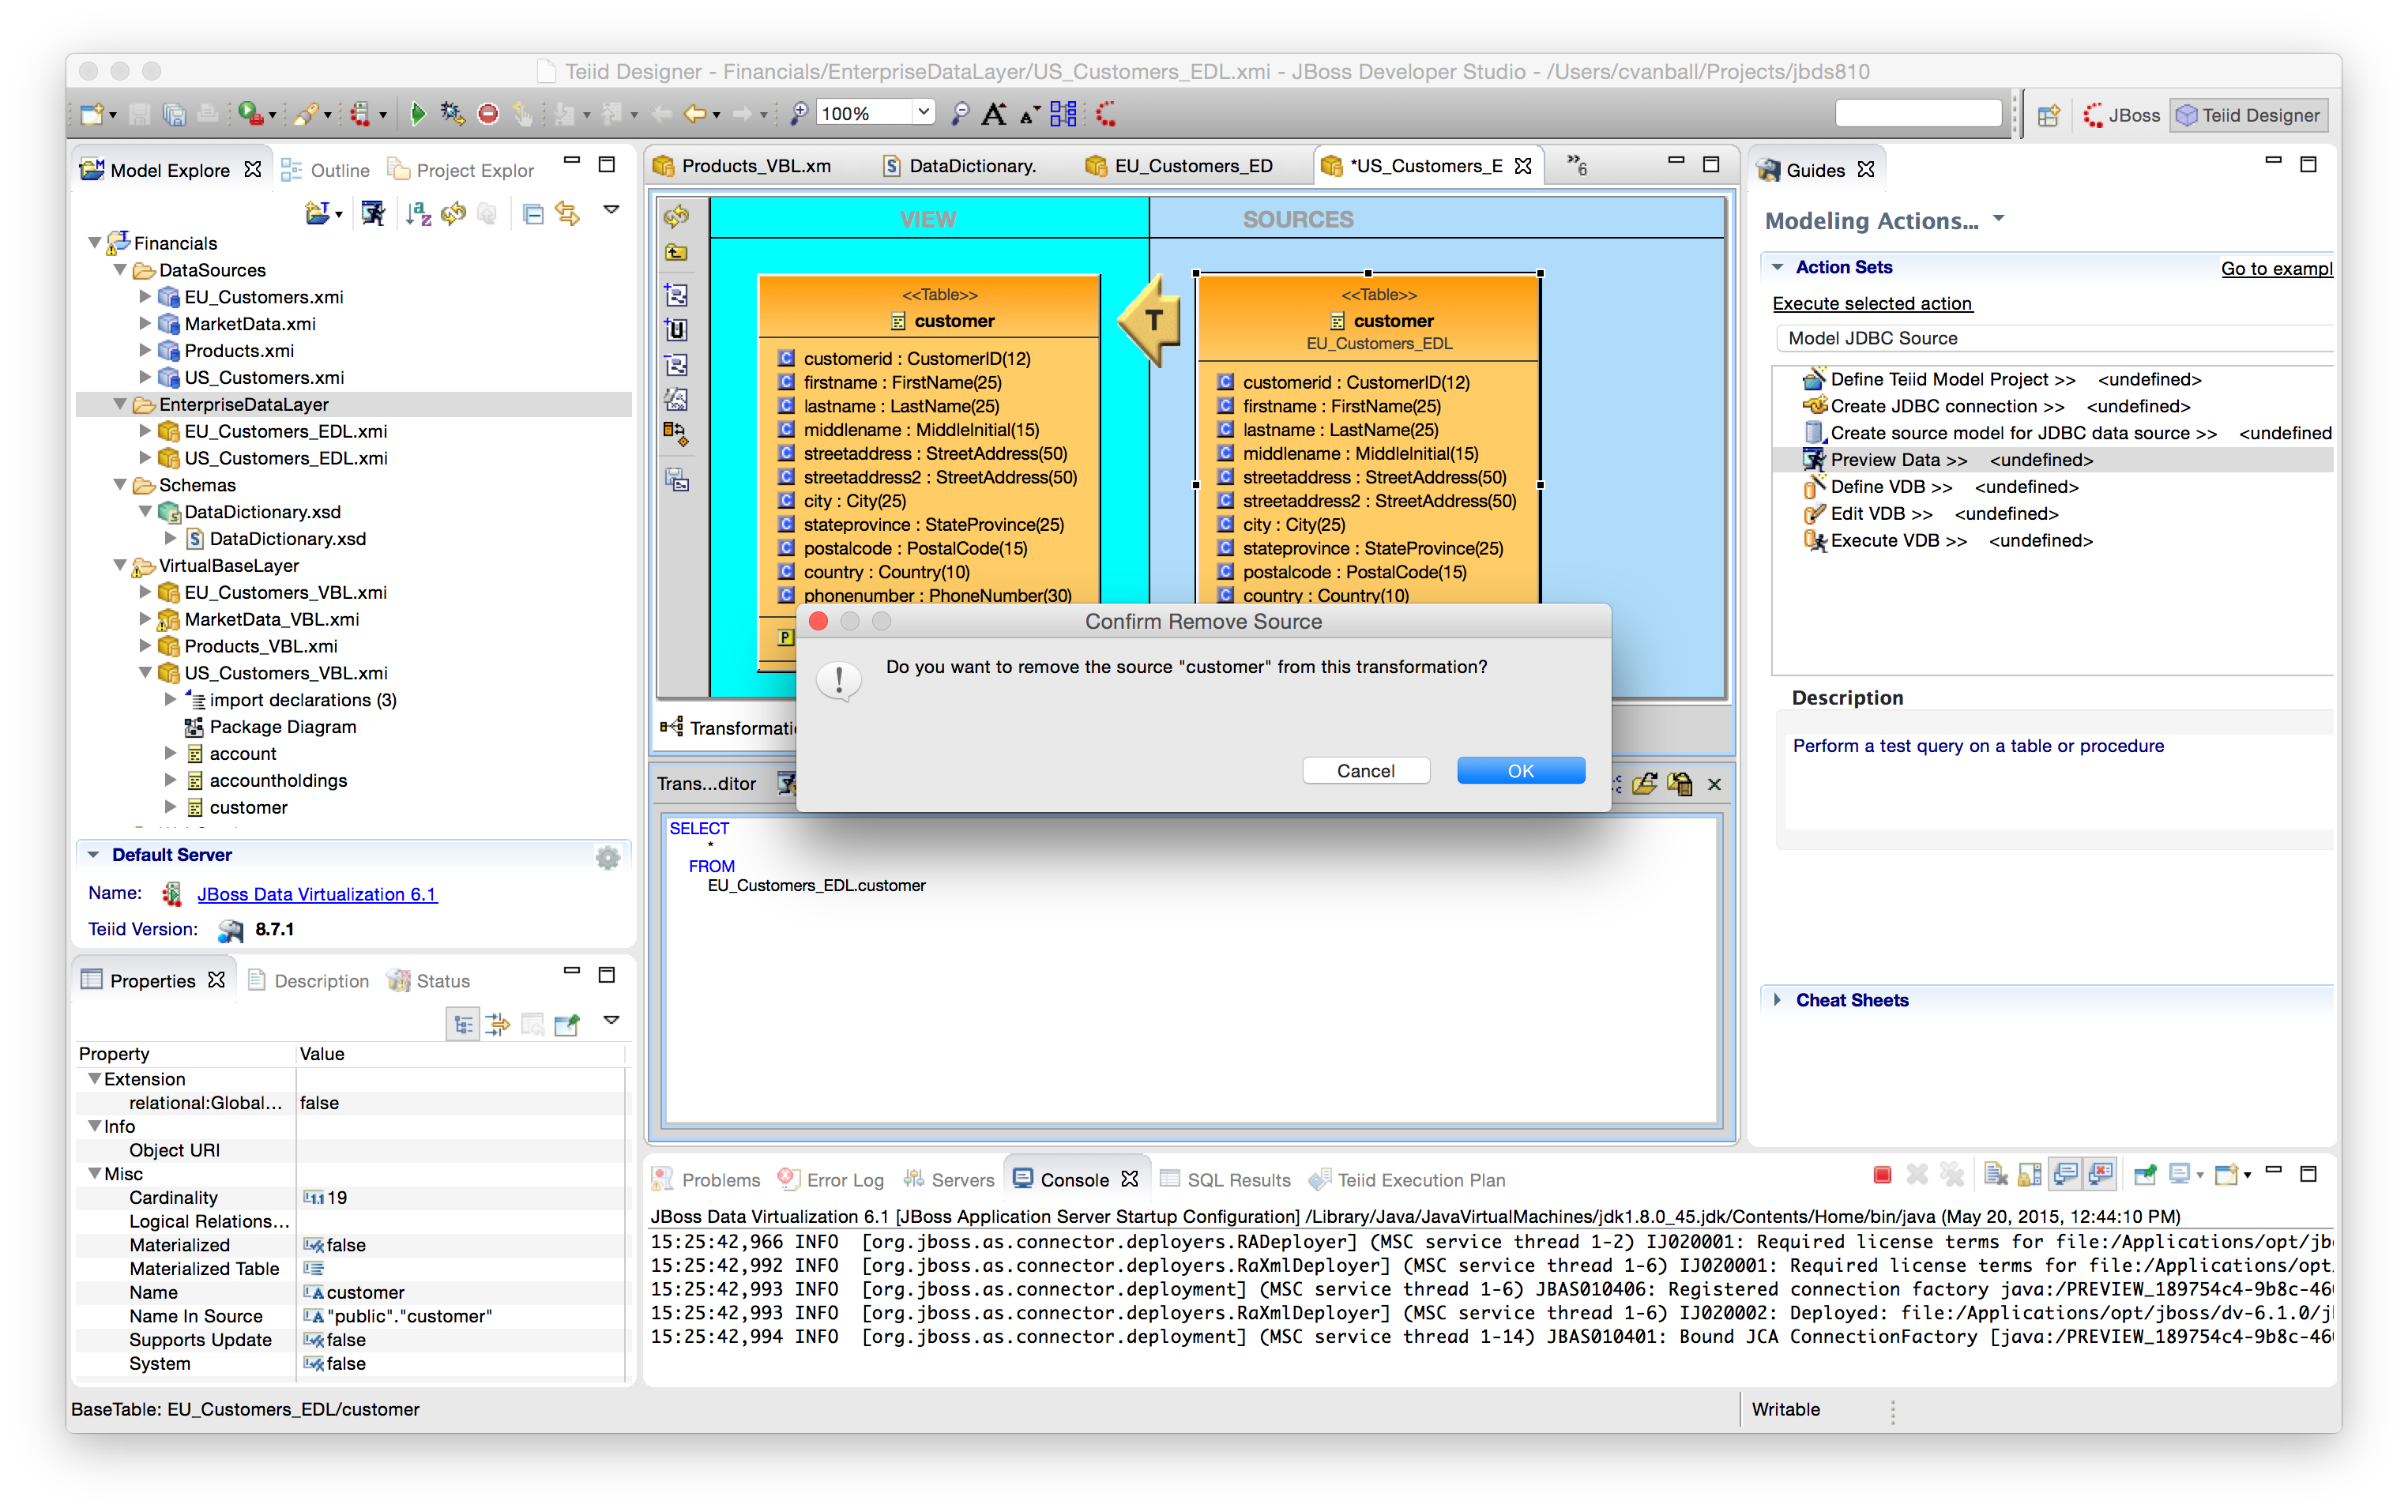 Teiid Designer - Financials/EnterpriseDataLayer/US_Customers_EDL.xmi - JBoss Developer Studio - /Users/cvanball/Projects/jbds810
100%
JBoss
Teiid Designer
Model Explore
Outline
Project Explor
Financials
DataSources
EU_Customers.xmi
MarketData.xmi
Products.xmi
US_Customers.xmi
EnterpriseDataLayer
EU_Customers_EDL.xmi
US_Customers_EDL.xmi
Schemas
DataDictionary.xsd
DataDictionary.xsd
VirtualBaseLayer
EU_Customers_VBL.xmi
MarketData_VBL.xmi
Products_VBL.xmi
US_Customers_VBL.xmi
import declarations (3)
Package Diagram
account
accountholdings
customer
Default Server
Name: JBoss Data Virtualization 6.1
Teiid Version: 8.7.1
Properties
Description
Status
Property Value
Extension
relational:Global... false
Info
Object URI
Misc
Cardinality 19
Logical Relations...
Materialized false
Materialized Table
Name customer
Name In Source "public"."customer"
Supports Update false
System false
BaseTable: EU_Customers_EDL/customer
Products_VBL.xm
DataDictionary.
EU_Customers_ED
*US_Customers_E
»6
VIEW
SOURCES
<<Table>>
customer
customerid : CustomerID(12)
firstname : FirstName(25)
lastname : LastName(25)
middlename : MiddleInitial(15)
streetaddress : StreetAddress(50)
streetaddress2 : StreetAddress(50)
city : City(25)
stateprovince : StateProvince(25)
postalcode : PostalCode(15)
country : Country(10)
phonenumber : PhoneNumber(30)
T
<<Table>>
customer
EU_Customers_EDL
customerid : CustomerID(12)
firstname : FirstName(25)
lastname : LastName(25)
middlename : MiddleInitial(15)
streetaddress : StreetAddress(50)
streetaddress2 : StreetAddress(50)
city : City(25)
stateprovince : StateProvince(25)
postalcode : PostalCode(15)
country : Country(10)
Confirm Remove Source
Do you want to remove the source "customer" from this transformation?
Cancel
OK
Transformati
Trans...ditor
SELECT
*
FROM
EU_Customers_EDL.customer
Guides
Modeling Actions...
Action Sets
Go to exampl
Execute selected action
Model JDBC Source
Define Teiid Model Project >> <undefined>
Create JDBC connection >> <undefined>
Create source model for JDBC data source >> <undefined
Preview Data >> <undefined>
Define VDB >> <undefined>
Edit VDB >> <undefined>
Execute VDB >> <undefined>
Description
Perform a test query on a table or procedure
Cheat Sheets
Problems
Error Log
Servers
Console
SQL Results
Teiid Execution Plan
JBoss Data Virtualization 6.1 [JBoss Application Server Startup Configuration] /Library/Java/JavaVirtualMachines/jdk1.8.0_45.jdk/Contents/Home/bin/java (May 20, 2015, 12:44:10 PM)
15:25:42,966 INFO [org.jboss.as.connector.deployers.RADeployer] (MSC service thread 1-2) IJ020001: Required license terms for file:/Applications/opt/jb
15:25:42,992 INFO [org.jboss.as.connector.deployers.RaXmlDeployer] (MSC service thread 1-6) IJ020001: Required license terms for file:/Applications/opt
15:25:42,993 INFO [org.jboss.as.connector.deployment] (MSC service thread 1-6) JBAS010406: Registered connection factory java:/PREVIEW_189754c4-9b8c-46
15:25:42,993 INFO [org.jboss.as.connector.deployers.RaXmlDeployer] (MSC service thread 1-6) IJ020002: Deployed: file:/Applications/opt/jboss/dv-6.1.0/j
15:25:42,994 INFO [org.jboss.as.connector.deployment] (MSC service thread 1-14) JBAS010401: Bound JCA ConnectionFactory [java:/PREVIEW_189754c4-9b8c-46
Writable